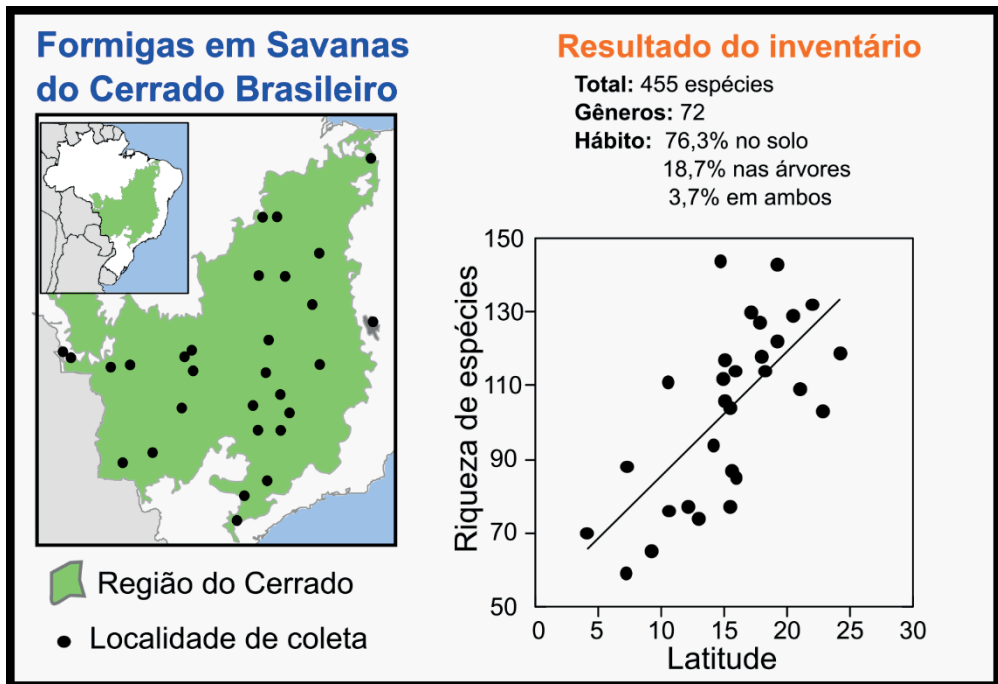 Formigas em Savanas
do Cerrado Brasileiro
Região do Cerrado
Localidade de coleta
Resultado do inventário
Total: 455 espécies
Gêneros: 72
Hábito: 76,3% no solo
18,7% nas árvores
3,7% em ambos
Riqueza de espécies
150
130
110
90
70
50
0 5 10 15 20 25 30
Latitude